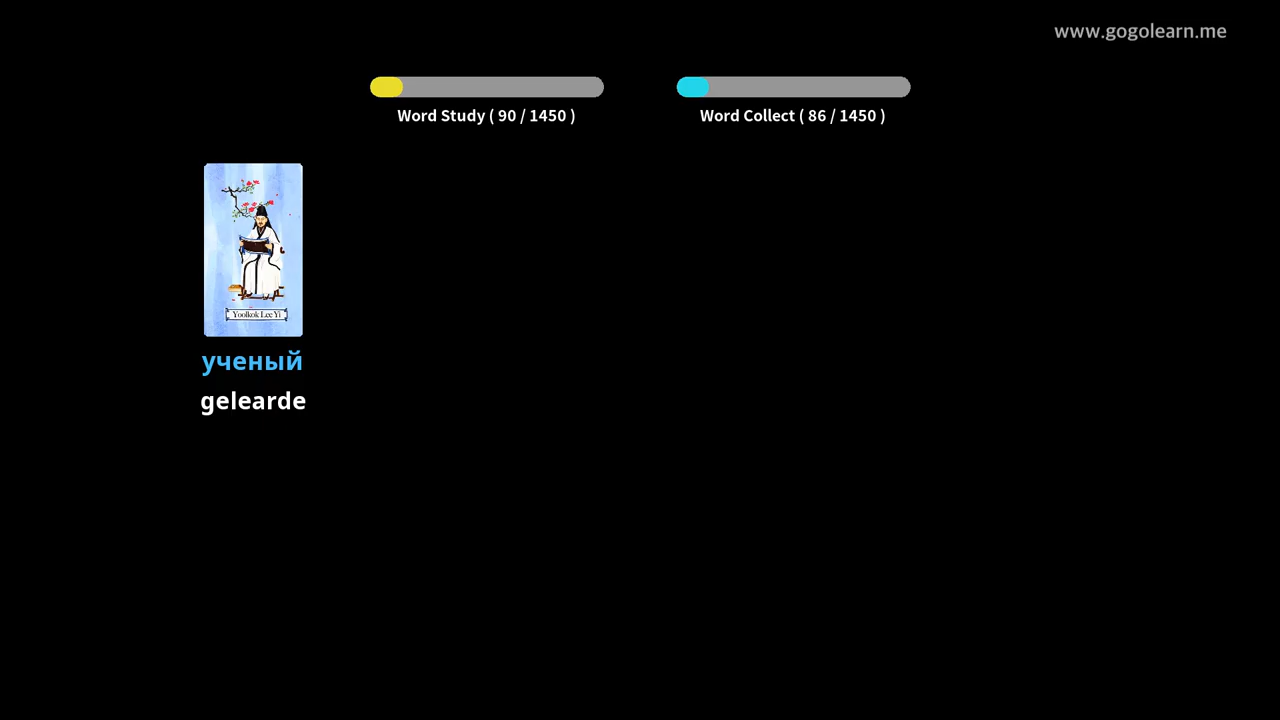 www.gogolearn.me
Word Study ( 90 / 1450 )
Word Collect ( 86 / 1450 )
Yoolkok Lee Yi
ученый
gelearde